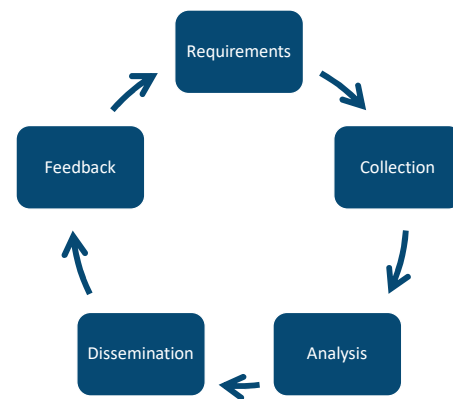 Requirements
Collection
Analysis
Dissemination
Feedback